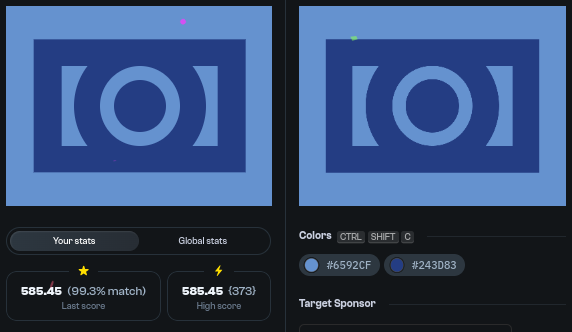 Your stats
Global stats
585.45 (99.3% match)
Last score
585.45 {373}
High score
Colors CTRL SHIFT C
#6592CF
#243D83
Target Sponsor